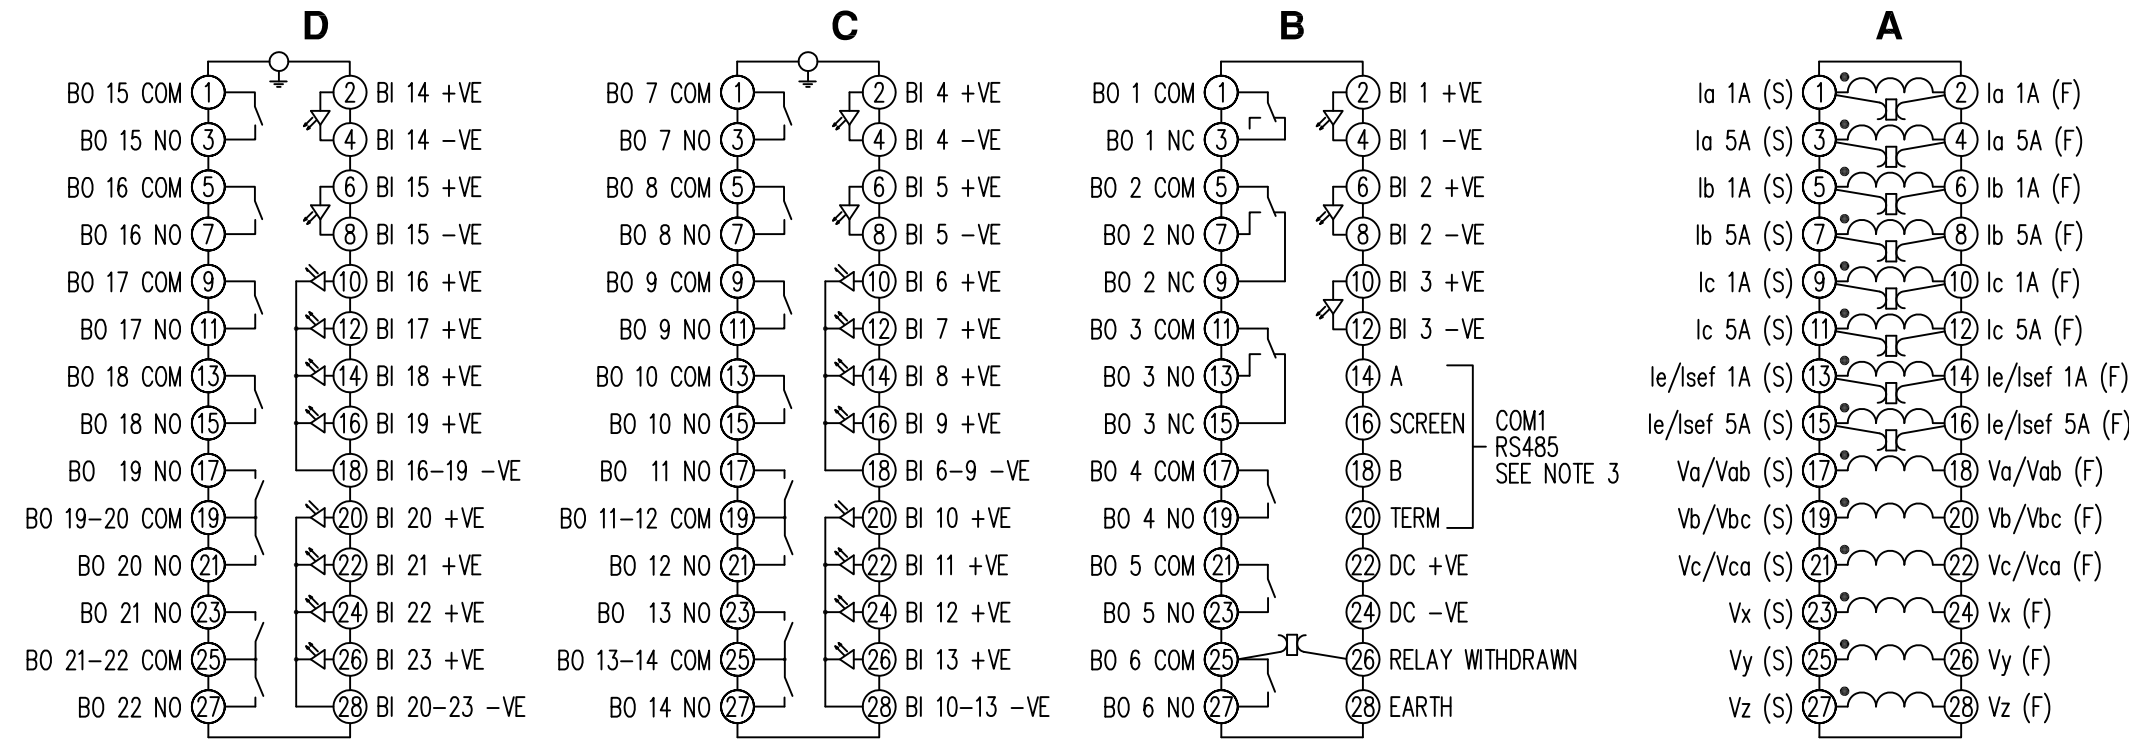 D C B A
BO 15 COM 1 2 BI 14 +VE BO 7 COM 1 2 BI 4 +VE BO 1 COM 1 2 BI 1 +VE Ia 1A (S) 1 2 Ia 1A (F)
BO 15 NO 3 4 BI 14 -VE BO 7 NO 3 4 BI 4 -VE BO 1 NC 3 4 BI 1 -VE Ia 5A (S) 3 4 Ia 5A (F)
BO 16 COM 5 6 BI 15 +VE BO 8 COM 5 6 BI 5 +VE BO 2 COM 5 6 BI 2 +VE Ib 1A (S) 5 6 Ib 1A (F)
BO 16 NO 7 8 BI 15 -VE BO 8 NO 7 8 BI 5 -VE BO 2 NO 7 8 BI 2 -VE Ib 5A (S) 7 8 Ib 5A (F)
BO 17 COM 9 10 BI 16 +VE BO 9 COM 9 10 BI 6 +VE BO 2 NC 9 10 BI 3 +VE Ic 1A (S) 9 10 Ic 1A (F)
BO 17 NO 11 12 BI 17 +VE BO 9 NO 11 12 BI 7 +VE BO 3 COM 11 12 BI 3 -VE Ic 5A (S) 11 12 Ic 5A (F)
BO 18 COM 13 14 BI 18 +VE BO 10 COM 13 14 BI 8 +VE BO 3 NO 13 14 A Ie/Isef 1A (S) 13 14 Ie/Isef 1A (F)
BO 18 NO 15 16 BI 19 +VE BO 10 NO 15 16 BI 9 +VE BO 3 NC 15 16 SCREEN COM1 Ie/Isef 5A (S) 15 16 Ie/Isef 5A (F)
RS485
BO 19 NO 17 18 BI 16-19 -VE BO 11 NO 17 18 BI 6-9 -VE BO 4 COM 17 18 B SEE NOTE 3 Va/Vab (S) 17 18 Va/Vab (F)
BO 19-20 COM 19 20 BI 20 +VE BO 11-12 COM 19 20 BI 10 +VE BO 4 NO 19 20 TERM Vb/Vbc (S) 19 20 Vb/Vbc (F)
BO 20 NO 21 22 BI 21 +VE BO 12 NO 21 22 BI 11 +VE BO 5 COM 21 22 DC +VE Vc/Vca (S) 21 22 Vc/Vca (F)
BO 21 NO 23 24 BI 22 +VE BO 13 NO 23 24 BI 12 +VE BO 5 NO 23 24 DC -VE Vx (S) 23 24 Vx (F)
BO 21-22 COM 25 26 BI 23 +VE BO 13-14 COM 25 26 BI 13 +VE BO 6 COM 25 26 RELAY WITHDRAWN Vy (S) 25 26 Vy (F)
BO 22 NO 27 28 BI 20-23 -VE BO 14 NO 27 28 BI 10-13 -VE BO 6 NO 27 28 EARTH Vz (S) 27 28 Vz (F)